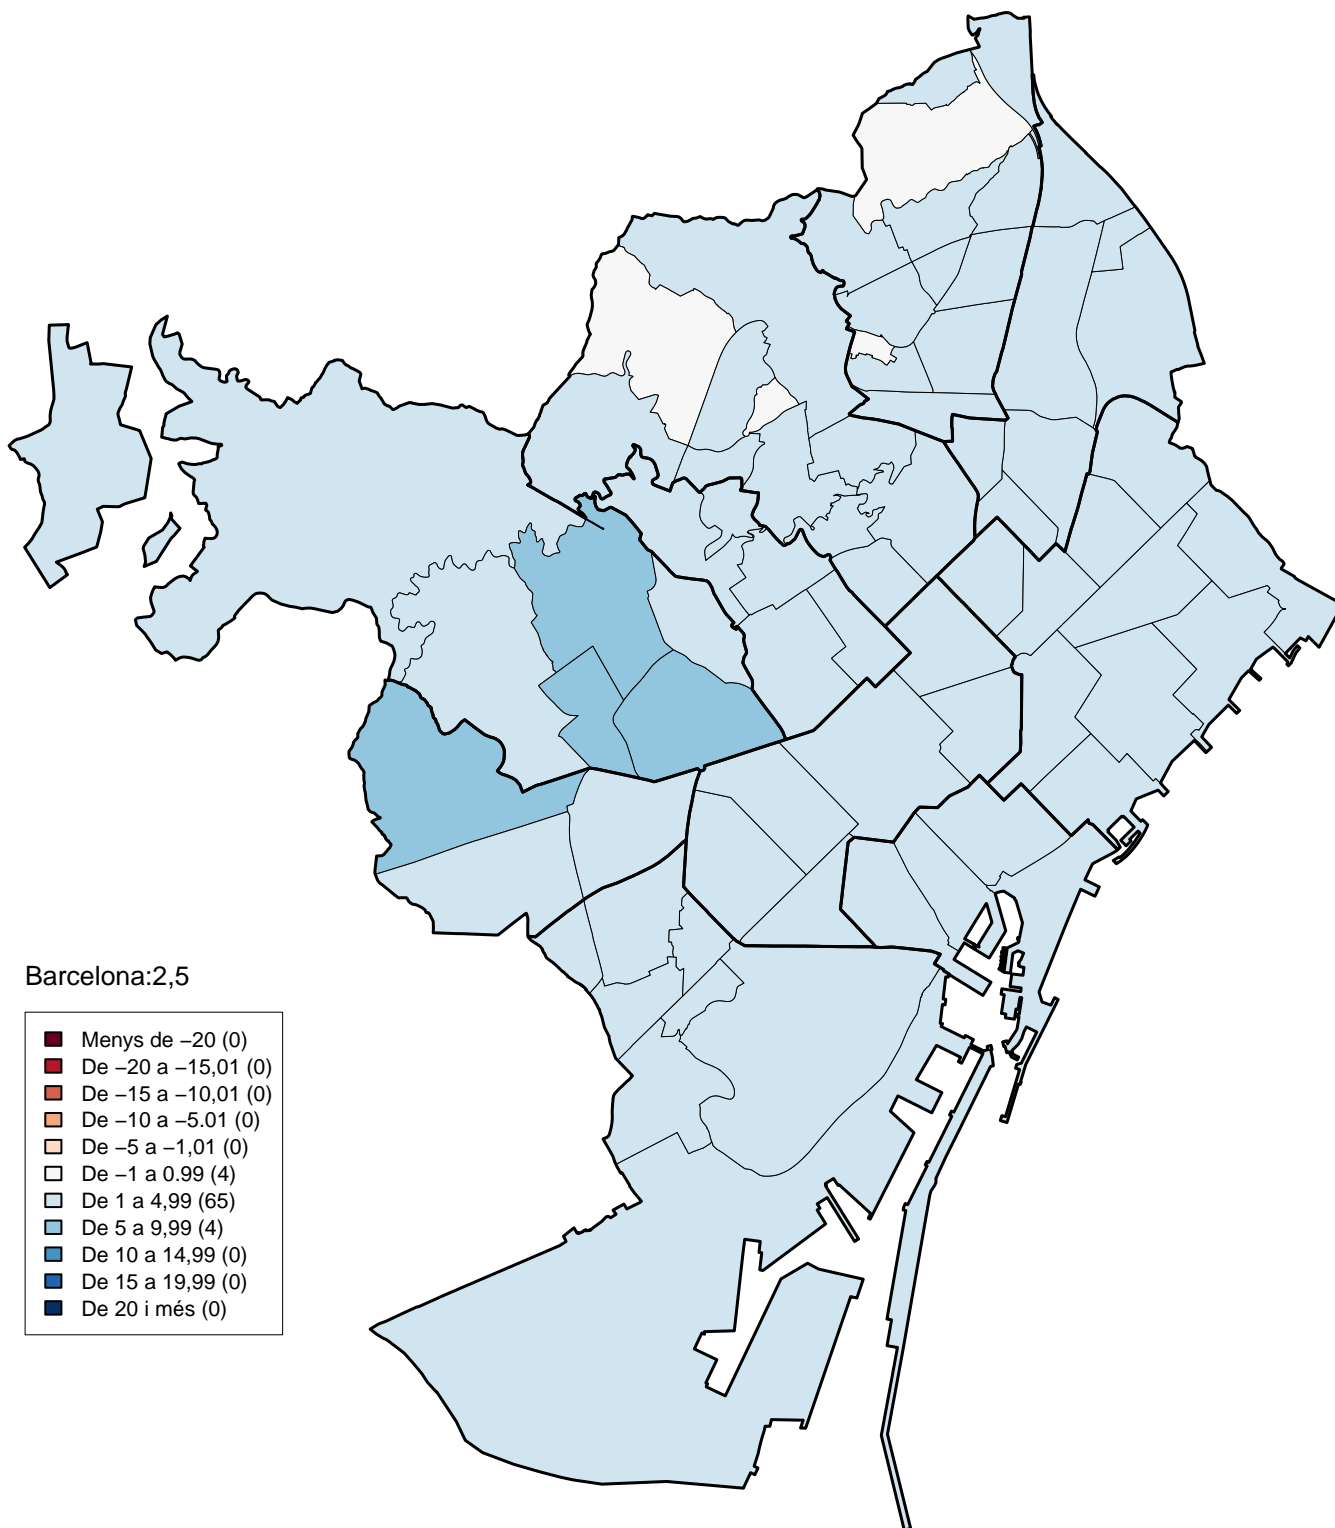 Barcelona:2,5
Menys de −20 (0)
De −20 a −15,01 (0)
De −15 a −10,01 (0)
De −10 a −5.01 (0)
De −5 a −1,01 (0)
De −1 a 0.99 (4)
De 1 a 4,99 (65)
De 5 a 9,99 (4)
De 10 a 14,99 (0)
De 15 a 19,99 (0)
De 20 i més (0)